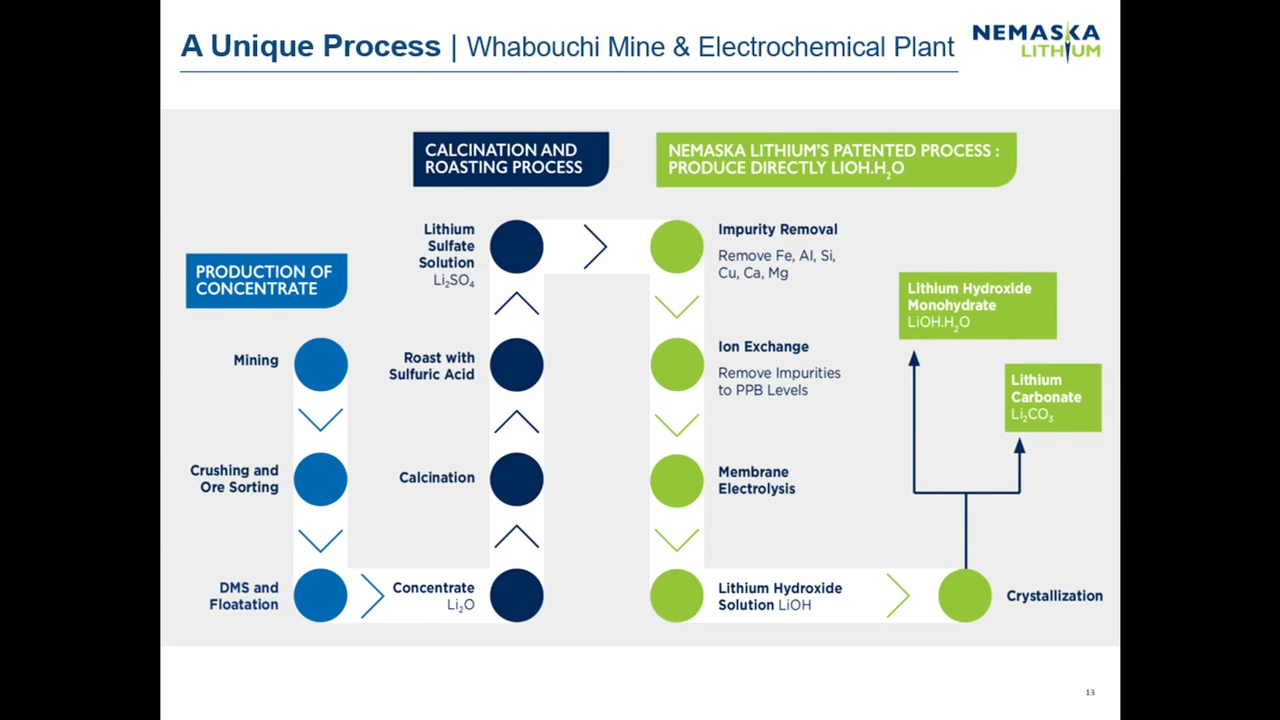 A Unique Process | Whabouchi Mine & Electrochemical Plant
NEMASKA
LITHIUM
PRODUCTION OF
CONCENTRATE
Mining
Crushing and
Ore Sorting
DMS and
Floatation
CALCINATION AND
ROASTING PROCESS
Lithium
Sulfate
Solution
Li₂SO₄
Roast with
Sulfuric Acid
Calcination
Concentrate
Li₂O
NEMASKA LITHIUM'S PATENTED PROCESS :
PRODUCE DIRECTLY LIOH.H₂O
Impurity Removal
Remove Fe, Al, Si,
Cu, Ca, Mg
Ion Exchange
Remove Impurities
to PPB Levels
Membrane
Electrolysis
Lithium Hydroxide
Solution LiOH
Crystallization
Lithium Hydroxide
Monohydrate
LiOH.H₂O
Lithium
Carbonate
Li₂CO₃
13